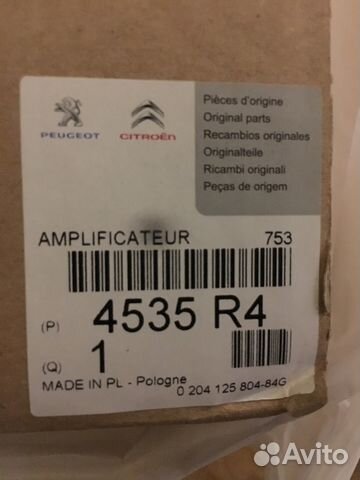 PEUGEOT
CITROËN
Pièces d'origine
Original parts
Recambios originales
Originalteile
Ricambi originali
Peças de origem
AMPLIFICATEUR 753
(P) 4535 R4
(Q) 1
MADE IN PL - Pologne
0 204 125 804-84G
Avito